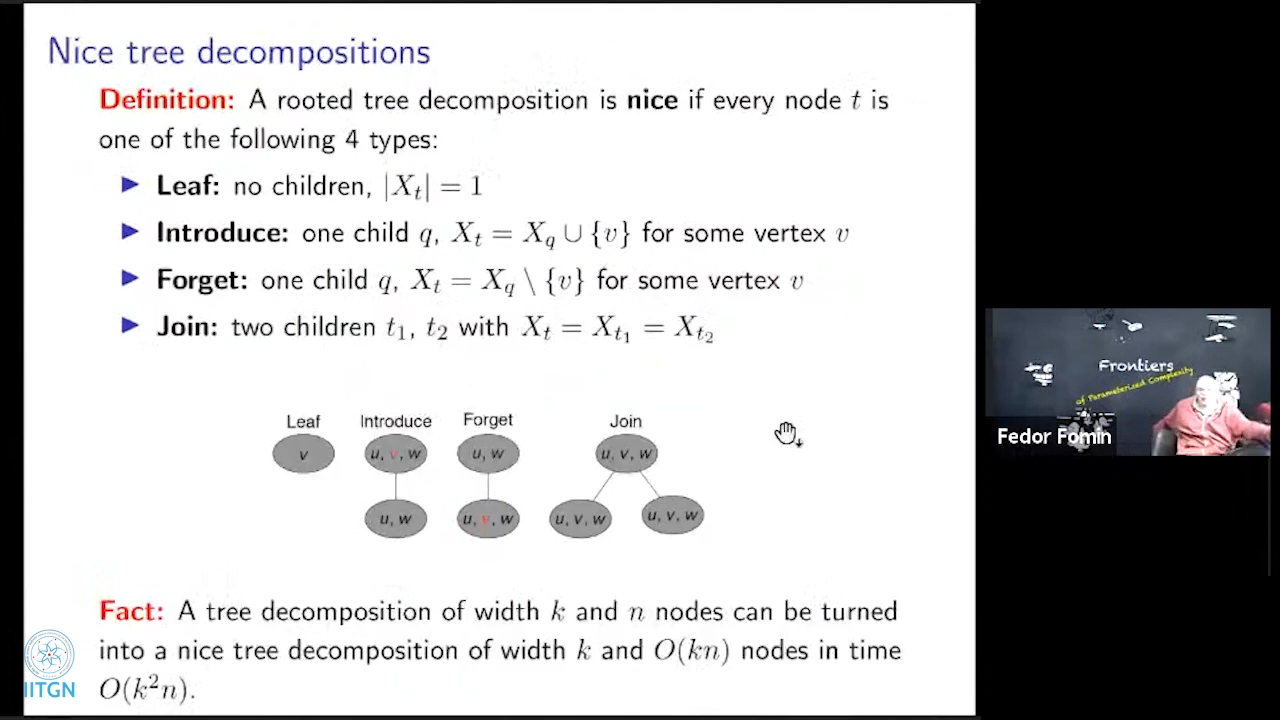 Nice tree decompositions
Definition: A rooted tree decomposition is nice if every node t is
one of the following 4 types:
▶ Leaf: no children, |X_t| = 1
▶ Introduce: one child q, X_t = X_q ∪ {v} for some vertex v
▶ Forget: one child q, X_t = X_q \ {v} for some vertex v
▶ Join: two children t_1, t_2 with X_t = X_{t_1} = X_{t_2}
Leaf Introduce Forget Join
v u, v, w u, w u, v, w
u, w u, v, w u, v, w u, v, w
Fact: A tree decomposition of width k and n nodes can be turned
into a nice tree decomposition of width k and O(kn) nodes in time
O(k²n).
IITGN
Frontiers
of Parameterized Complexity
Fedor Fomin